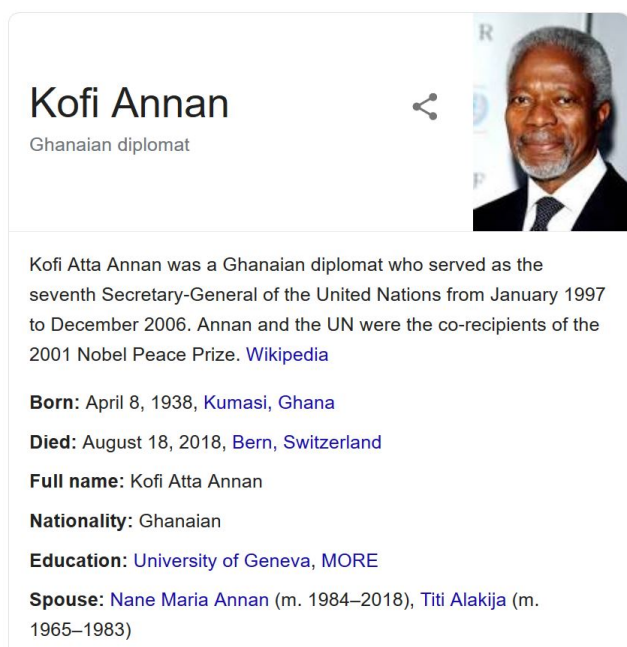 Kofi Annan
Ghanaian diplomat
R
F
Kofi Atta Annan was a Ghanaian diplomat who served as the
seventh Secretary-General of the United Nations from January 1997
to December 2006. Annan and the UN were the co-recipients of the
2001 Nobel Peace Prize. Wikipedia
Born: April 8, 1938, Kumasi, Ghana
Died: August 18, 2018, Bern, Switzerland
Full name: Kofi Atta Annan
Nationality: Ghanaian
Education: University of Geneva, MORE
Spouse: Nane Maria Annan (m. 1984–2018), Titi Alakija (m.
1965–1983)